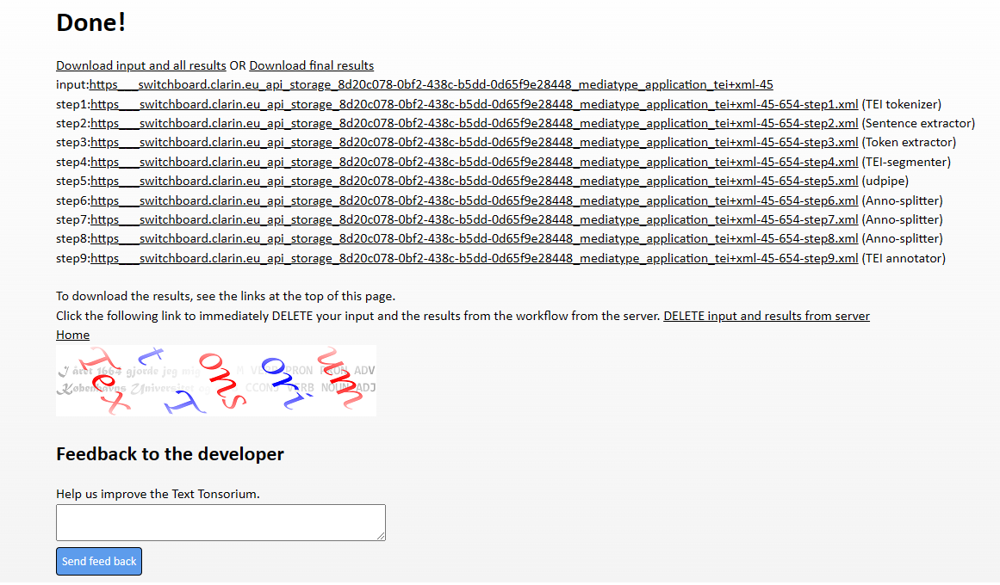 Done!
Download input and all results OR Download final results
input:https___switchboard.clarin.eu_api_storage_8d20c078-0bf2-438c-b5dd-0d65f9e28448_mediatype_application_tei+xml-45
step1:https___switchboard.clarin.eu_api_storage_8d20c078-0bf2-438c-b5dd-0d65f9e28448_mediatype_application_tei+xml-45-654-step1.xml (TEI tokenizer)
step2:https___switchboard.clarin.eu_api_storage_8d20c078-0bf2-438c-b5dd-0d65f9e28448_mediatype_application_tei+xml-45-654-step2.xml (Sentence extractor)
step3:https___switchboard.clarin.eu_api_storage_8d20c078-0bf2-438c-b5dd-0d65f9e28448_mediatype_application_tei+xml-45-654-step3.xml (Token extractor)
step4:https___switchboard.clarin.eu_api_storage_8d20c078-0bf2-438c-b5dd-0d65f9e28448_mediatype_application_tei+xml-45-654-step4.xml (TEI-segmenter)
step5:https___switchboard.clarin.eu_api_storage_8d20c078-0bf2-438c-b5dd-0d65f9e28448_mediatype_application_tei+xml-45-654-step5.xml (udpipe)
step6:https___switchboard.clarin.eu_api_storage_8d20c078-0bf2-438c-b5dd-0d65f9e28448_mediatype_application_tei+xml-45-654-step6.xml (Anno-splitter)
step7:https___switchboard.clarin.eu_api_storage_8d20c078-0bf2-438c-b5dd-0d65f9e28448_mediatype_application_tei+xml-45-654-step7.xml (Anno-splitter)
step8:https___switchboard.clarin.eu_api_storage_8d20c078-0bf2-438c-b5dd-0d65f9e28448_mediatype_application_tei+xml-45-654-step8.xml (Anno-splitter)
step9:https___switchboard.clarin.eu_api_storage_8d20c078-0bf2-438c-b5dd-0d65f9e28448_mediatype_application_tei+xml-45-654-step9.xml (TEI annotator)
To download the results, see the links at the top of this page.
Click the following link to immediately DELETE your input and the results from the workflow from the server. DELETE input and results from server
Home
Text Tonsorium
I året 1664 gjorde jeg mig VERB PRON PRON ADV
Københavns Universitet CCONJ VERB NOUN ADJ
Feedback to the developer
Help us improve the Text Tonsorium.
Send feed back